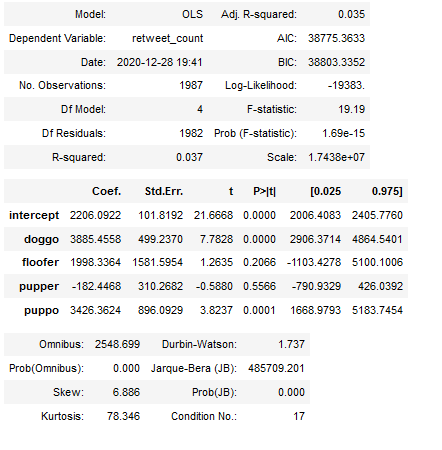 Model: OLS Adj. R-squared: 0.035
Dependent Variable: retweet_count AIC: 38775.3633
Date: 2020-12-28 19:41 BIC: 38803.3352
No. Observations: 1987 Log-Likelihood: -19383.
Df Model: 4 F-statistic: 19.19
Df Residuals: 1982 Prob (F-statistic): 1.69e-15
R-squared: 0.037 Scale: 1.7438e+07
Coef. Std.Err. t P>|t| [0.025 0.975]
intercept 2206.0922 101.8192 21.6668 0.0000 2006.4083 2405.7760
doggo 3885.4558 499.2370 7.7828 0.0000 2906.3714 4864.5401
floofer 1998.3364 1581.5954 1.2635 0.2066 -1103.4278 5100.1006
pupper -182.4468 310.2682 -0.5880 0.5566 -790.9329 426.0392
puppo 3426.3624 896.0929 3.8237 0.0001 1668.9793 5183.7454
Omnibus: 2548.699 Durbin-Watson: 1.737
Prob(Omnibus): 0.000 Jarque-Bera (JB): 485709.201
Skew: 6.886 Prob(JB): 0.000
Kurtosis: 78.346 Condition No.: 17